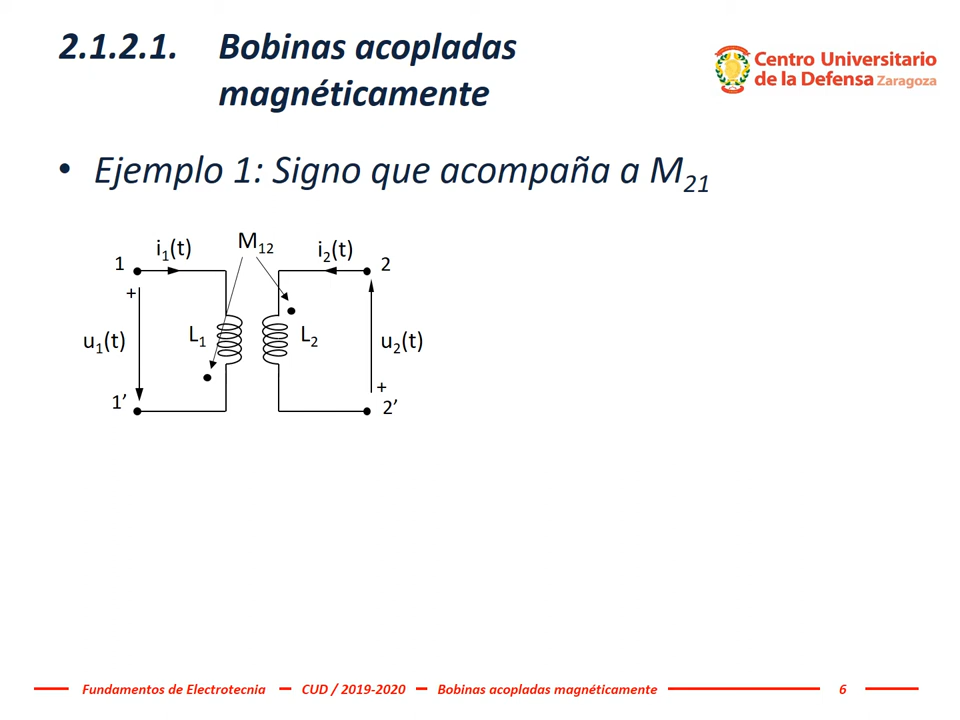 2.1.2.1. Bobinas acopladas
magnéticamente
Centro Universitario
de la Defensa Zaragoza
• Ejemplo 1: Signo que acompaña a M21
i1(t) M12 i2(t)
1 2
+
u1(t) L1 L2 u2(t)
+
1’ 2’
Fundamentos de Electrotecnia CUD / 2019-2020 Bobinas acopladas magnéticamente 6